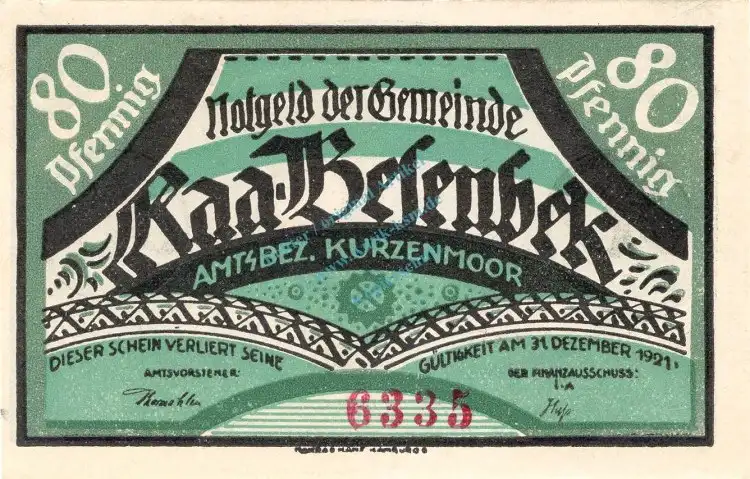 80 Pfennig
80 Pfennig
Notgeld der Gemeinde
Raa-Besenbek
AMTSBEZ. KURZENMOOR
DIESER SCHEIN VERLIERT SEINE
GÜLTIGKEIT AM 31 DEZEMBER 1921.
AMTSVORSTEHER:
DER FINANZAUSSCHUSS:
I.A
6335